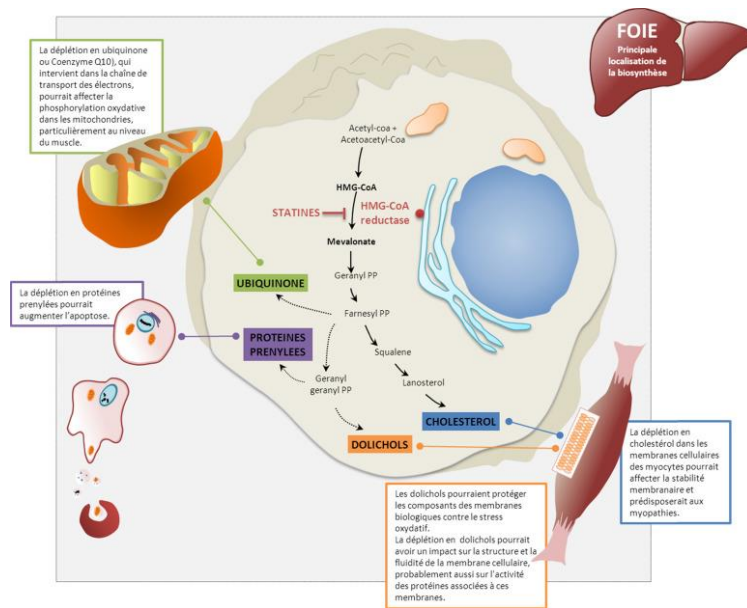 La déplétion en ubiquinone
ou Coenzyme Q10), qui
intervient dans la chaîne de
transport des électrons,
pourrait affecter la
phosphorylation oxydative
dans les mitochondries,
particulièrement au niveau
du muscle.
FOIE
Principale
localisation de
la biosynthèse
Acetyl-coa +
Acetoacetyl-Coa
HMG-CoA
STATINES
HMG-CoA
reductase
Mevalonate
Geranyl PP
UBIQUINONE
La déplétion en protéines
prenylées pourrait
augmenter l'apoptose.
Farnesyl PP
PROTEINES
PRENYLEES
Squalene
Geranyl
geranyl PP
Lanosterol
CHOLESTEROL
DOLICHOLS
La déplétion en
cholestérol dans les
membranes cellulaires
des myocytes pourrait
affecter la stabilité
membranaire et
prédisposerait aux
myopathies.
Les dolichols pourraient protéger
les composants des membranes
biologiques contre le stress
oxydatif.
La déplétion en dolichols pourrait
avoir un impact sur la structure et la
fluidité de la membrane cellulaire,
probablement aussi sur l'activité
des protéines associées à ces
membranes.